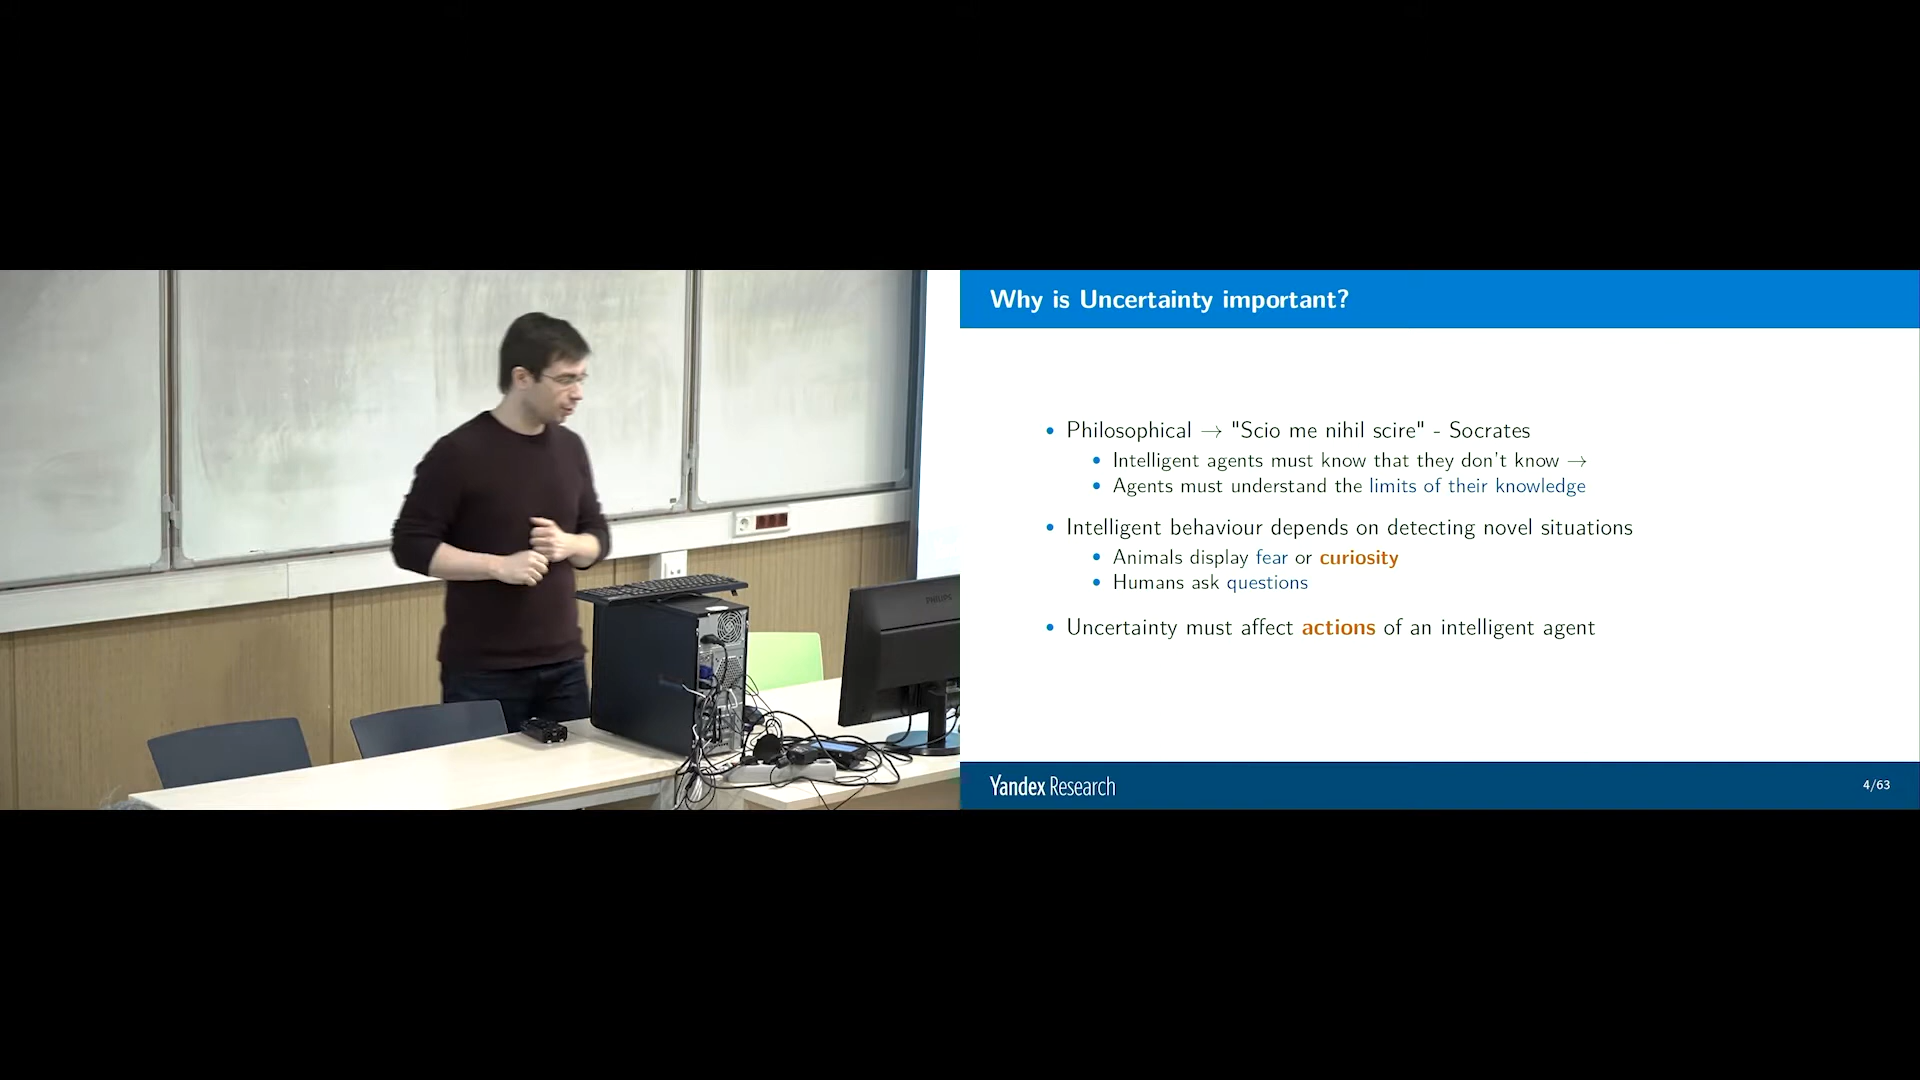 Why is Uncertainty important?
• Philosophical → "Scio me nihil scire" - Socrates
• Intelligent agents must know that they don't know →
• Agents must understand the limits of their knowledge
• Intelligent behaviour depends on detecting novel situations
• Animals display fear or curiosity
• Humans ask questions
• Uncertainty must affect actions of an intelligent agent
Yandex Research
4/63
PHILIPS